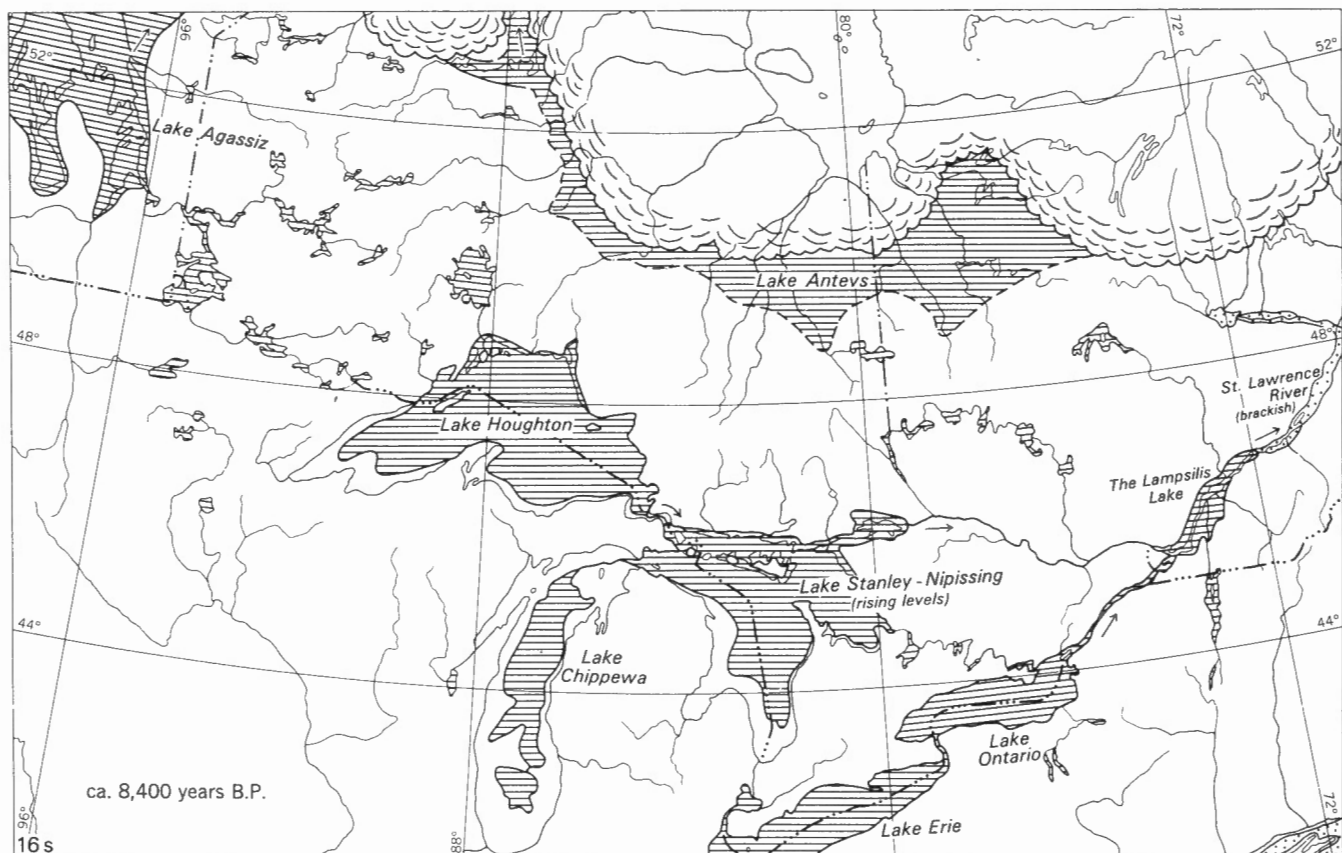 96°
80°
72°
52°
52°
52°
Lake Agassiz
Lake Antevs
48°
48°
St. Lawrence
River
(brackish)
Lake Houghton
The Lampsilis
Lake
Lake Stanley - Nipissing
(rising levels)
44°
44°
Lake
Chippewa
Lake
Ontario
ca. 8,400 years B.P.
Lake Erie
96°
88°
80°
72°
16 s